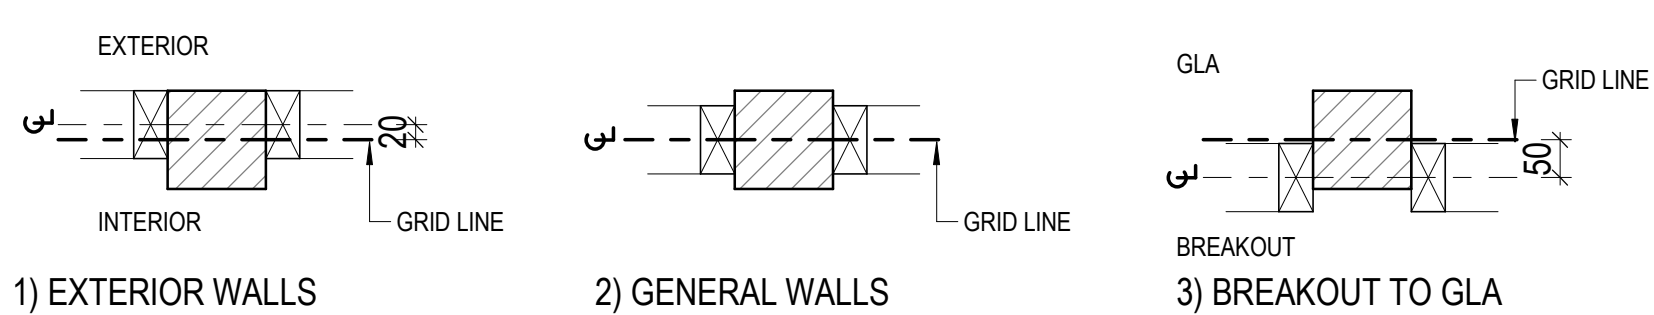 EXTERIOR
20
INTERIOR
GRID LINE
1) EXTERIOR WALLS
GRID LINE
2) GENERAL WALLS
GLA
GRID LINE
50
BREAKOUT
3) BREAKOUT TO GLA